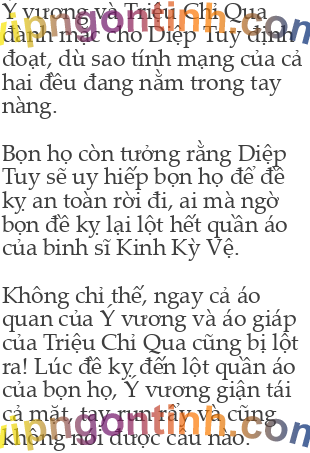 Ý vương và Triệu Chỉ Qua
đành mặc cho Diệp Tuy định
đoạt, dù sao tính mạng của cả
hai đều đang nằm trong tay
nàng.
Bọn họ còn tưởng rằng Diệp
Tuy sẽ uy hiếp bọn họ để đề
kỵ an toàn rời đi, ai mà ngờ
bọn đề kỵ lại lột hết quần áo
của binh sĩ Kinh Kỳ Vệ.
Không chỉ thế, ngay cả áo
quan của Ý vương và áo giáp
của Triệu Chỉ Qua cũng bị lột
ra! Lúc đề kỵ đến lột quần áo
của bọn họ, Ý vương giận tái
cả mặt, tay run rẩy và cũng
không nói được câu nào.
vipngontinh.com
vipngontinh.com